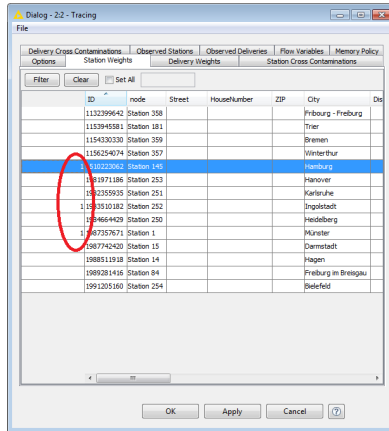 Dialog - 2:2 - Tracing
File
Delivery Cross Contaminations Observed Stations Observed Deliveries Flow Variables Memory Policy
Options Station Weights Delivery Weights Station Cross Contaminations
Filter Clear Set All
ID node Street HouseNumber ZIP City Dis
1132399642 Station 358 Fribourg - Freiburg
1153945581 Station 181 Trier
1154330330 Station 359 Bremen
1156254074 Station 357 Winterthur
1 1510223062 Station 145 Hamburg
1981971186 Station 253 Hanover
1982355935 Station 251 Karlsruhe
1 1983510182 Station 252 Ingolstadt
1984664429 Station 250 Heidelberg
1 1987357671 Station 1 Münster
1987742420 Station 15 Darmstadt
1988511918 Station 14 Hagen
1989281416 Station 84 Freiburg im Breisgau
1991205160 Station 254 Bielefeld
OK Apply Cancel ?